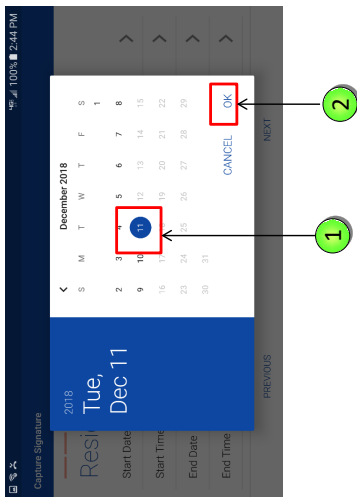 100% 2:44 PM
Capture Signature
Resi
Start Date
Start Time
End Date
End Time
PREVIOUS
NEXT
2018
Tue,
Dec 11
December 2018
S M T W T F S
1
2 3 4 5 6 7 8
9 10 11 12 13 14 15
16 17 19 20 21 22
23 24 25 26 27 28 29
30 31
CANCEL OK
1
2